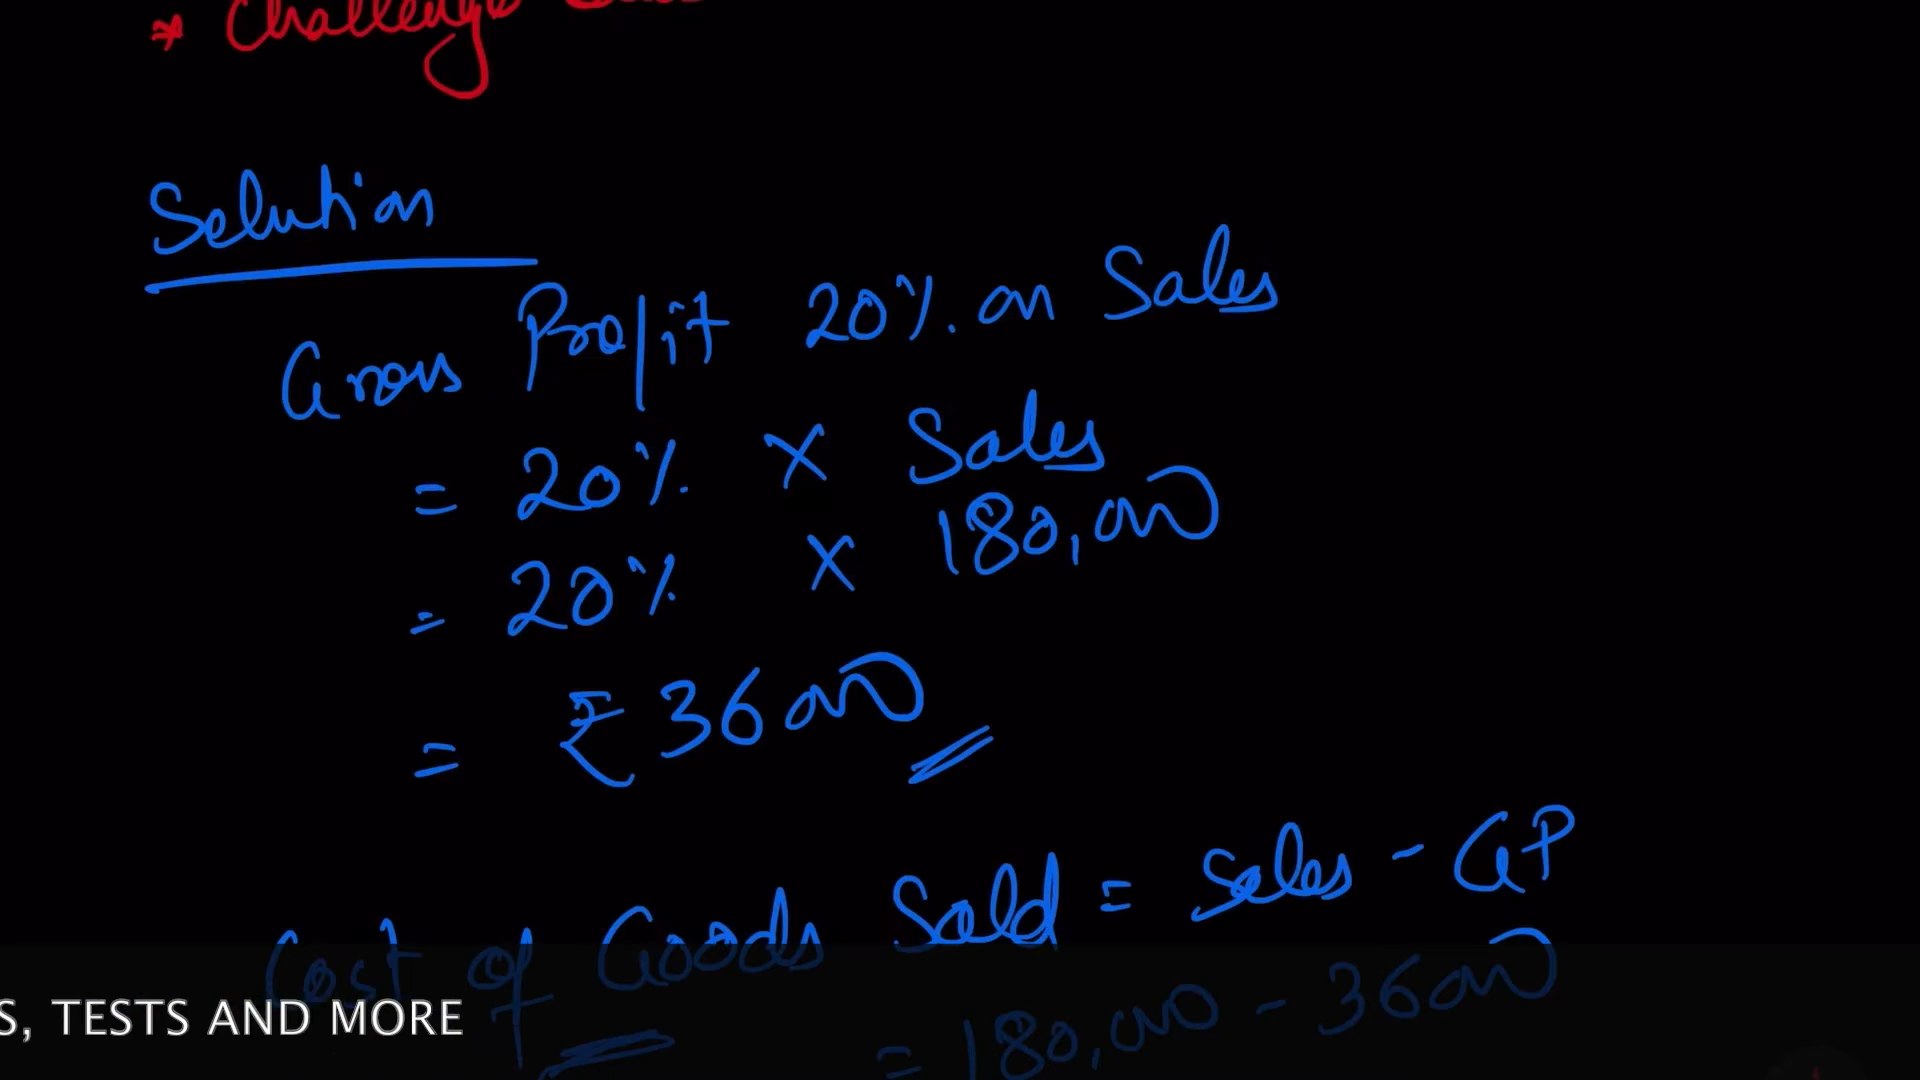 * Challenge
Solution
Gross Profit 20% on Sales
= 20% X Sales
= 20% X 180,000
= ₹36000
Cost of Goods Sold = Sales - GP
= 180,000 - 36000
S, TESTS AND MORE